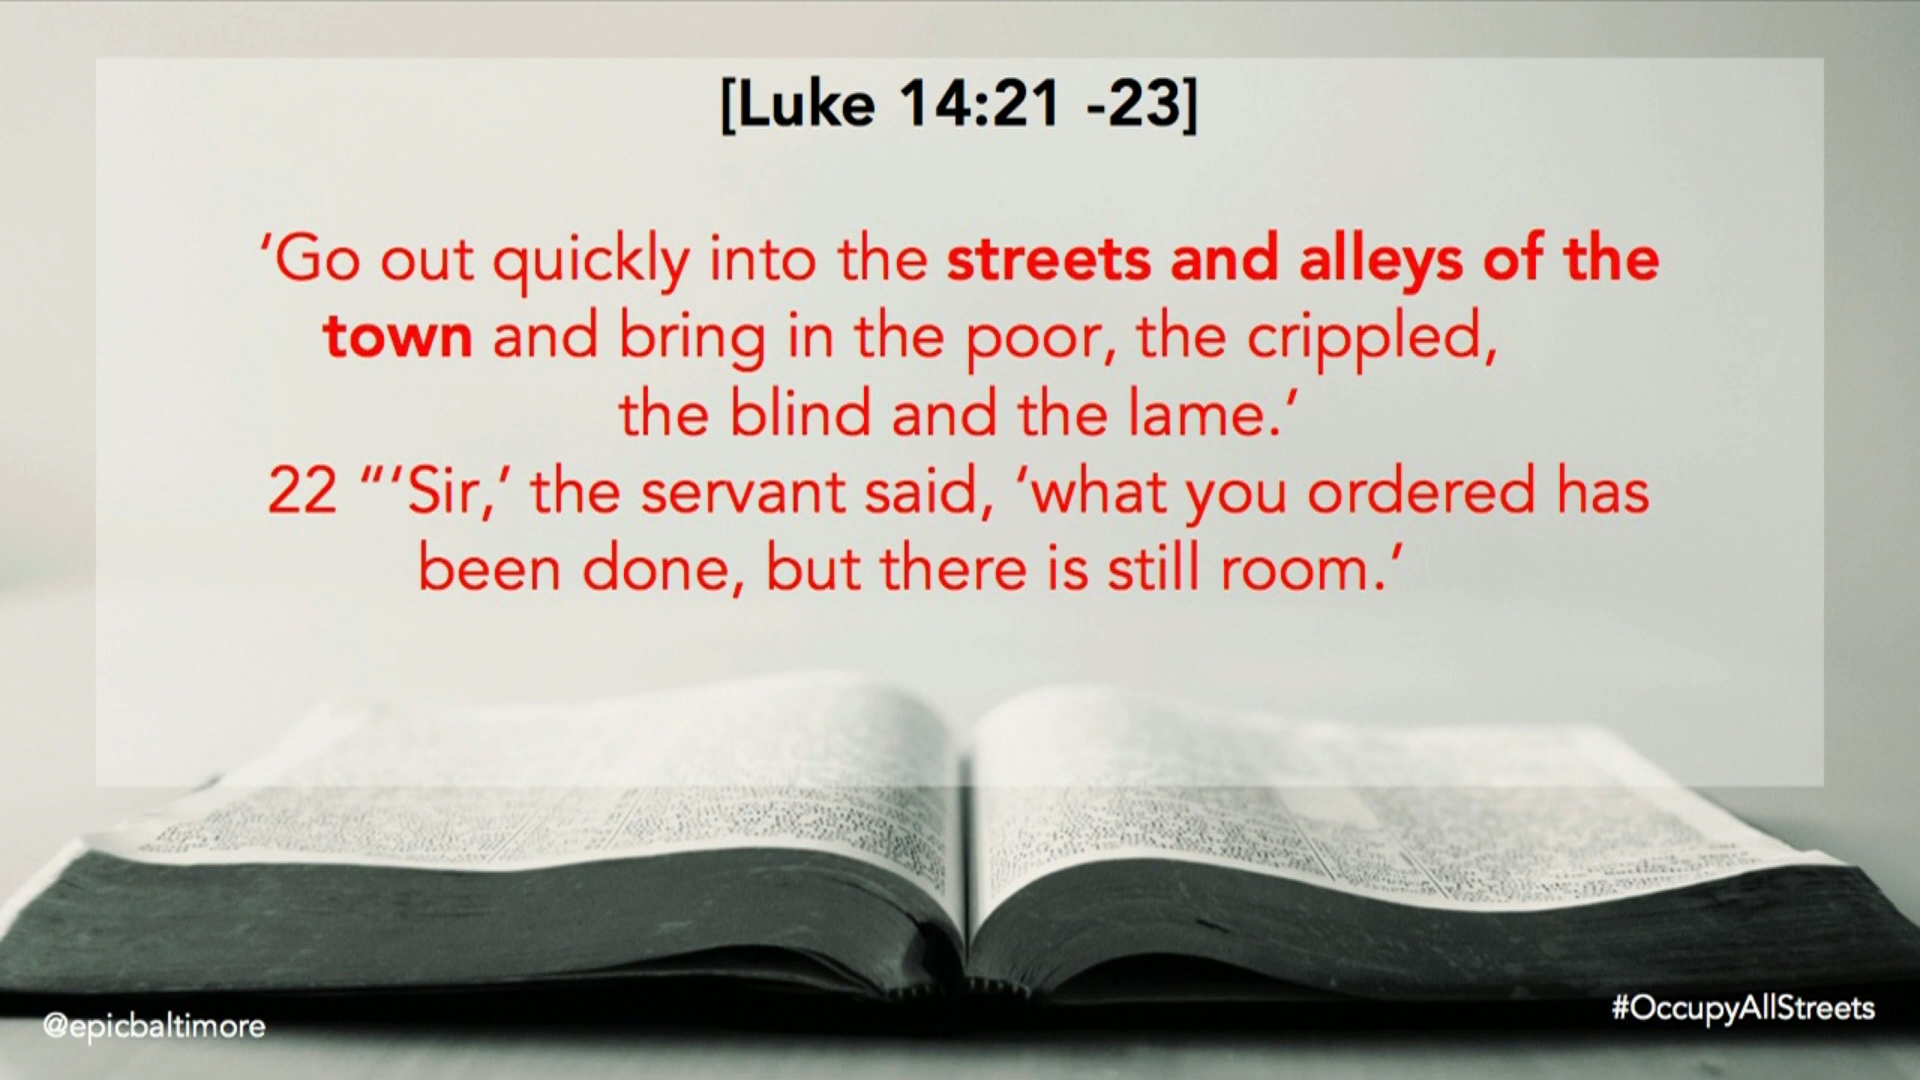 [Luke 14:21 -23]
‘Go out quickly into the streets and alleys of the
town and bring in the poor, the crippled,
the blind and the lame.’
22 “‘Sir,’ the servant said, ‘what you ordered has
been done, but there is still room.’
@epicbaltimore
#OccupyAllStreets